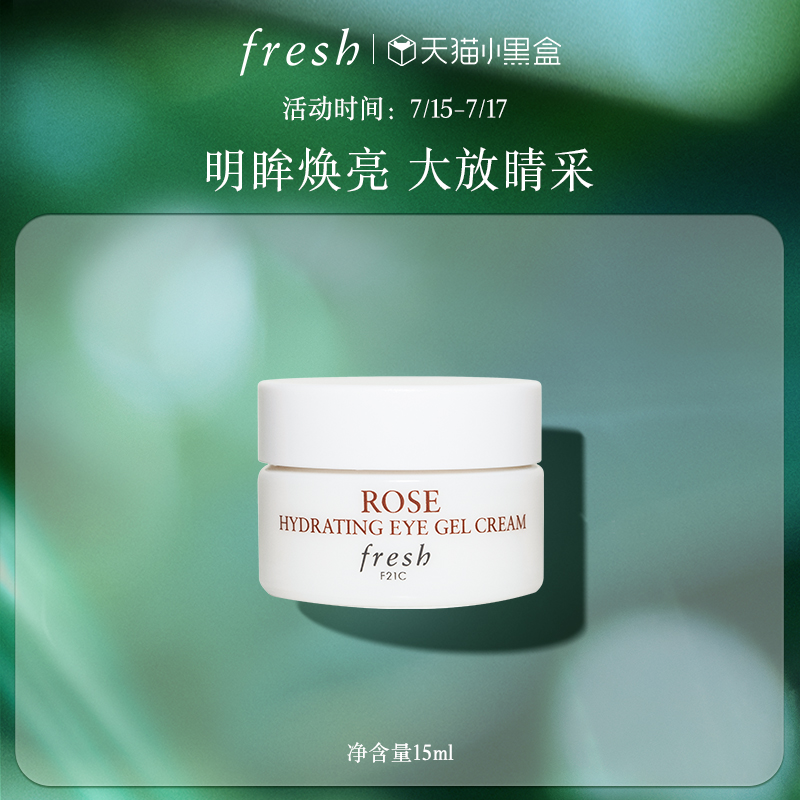 fresh | 天猫小黑盒
活动时间：7/15-7/17
明眸焕亮 大放睛采
ROSE
HYDRATING EYE GEL CREAM
fresh
F21C
净含量15ml